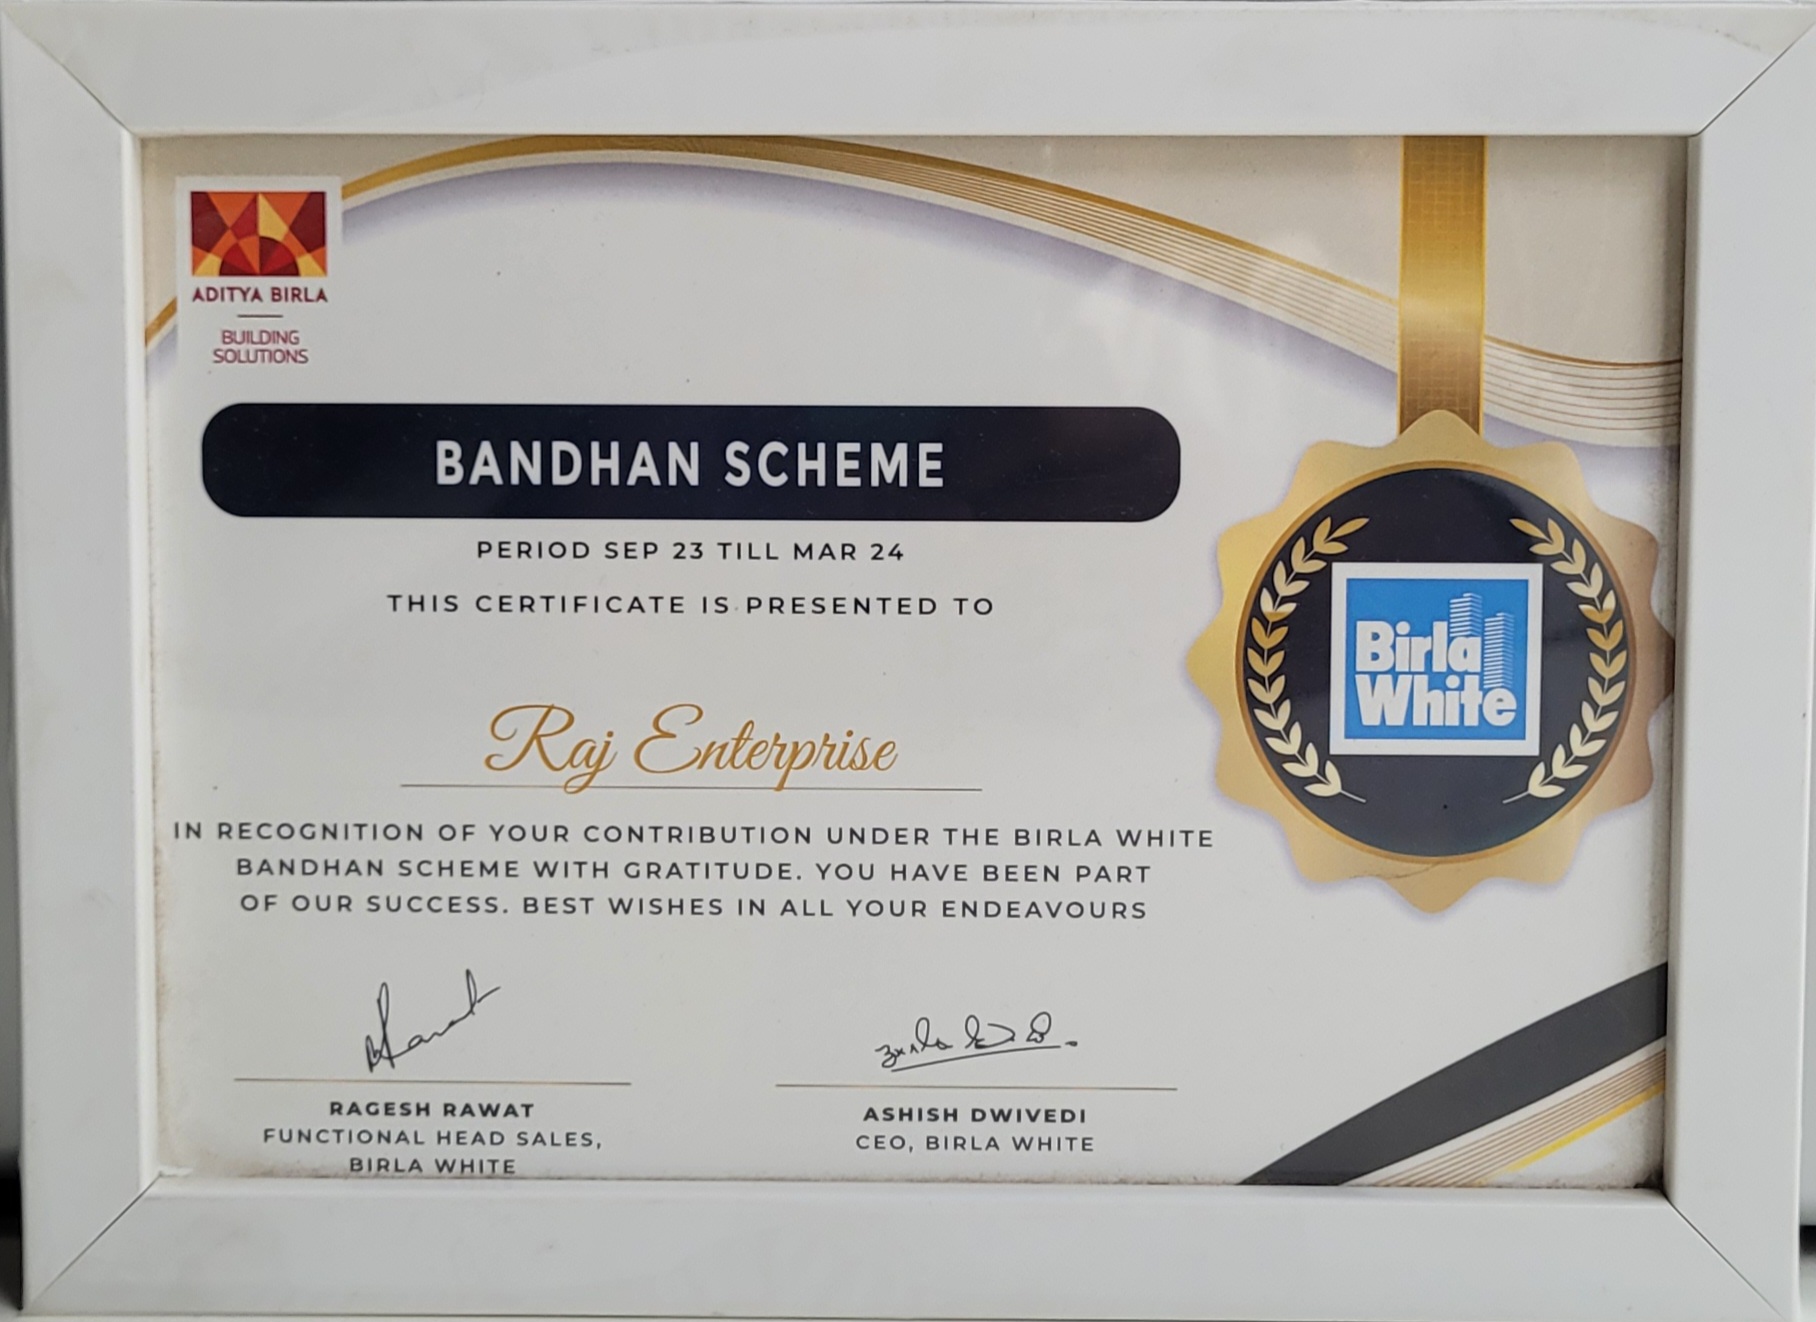 ADITYA BIRLA
BUILDING
SOLUTIONS
BANDHAN SCHEME
PERIOD SEP 23 TILL MAR 24
THIS CERTIFICATE IS PRESENTED TO
Raj Enterprise
Birla
White
IN RECOGNITION OF YOUR CONTRIBUTION UNDER THE BIRLA WHITE
BANDHAN SCHEME WITH GRATITUDE. YOU HAVE BEEN PART
OF OUR SUCCESS. BEST WISHES IN ALL YOUR ENDEAVOURS
RAGESH RAWAT
FUNCTIONAL HEAD SALES,
BIRLA WHITE
ASHISH DWIVEDI
CEO, BIRLA WHITE